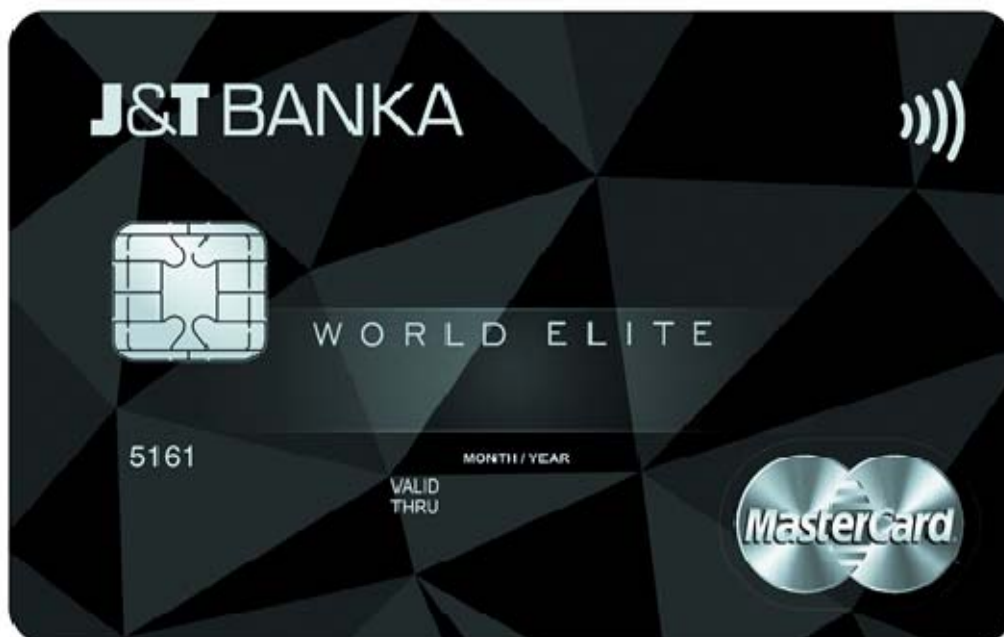 J&T BANKA
WORLD ELITE
5161
MONTH / YEAR
VALID
THRU
MasterCard